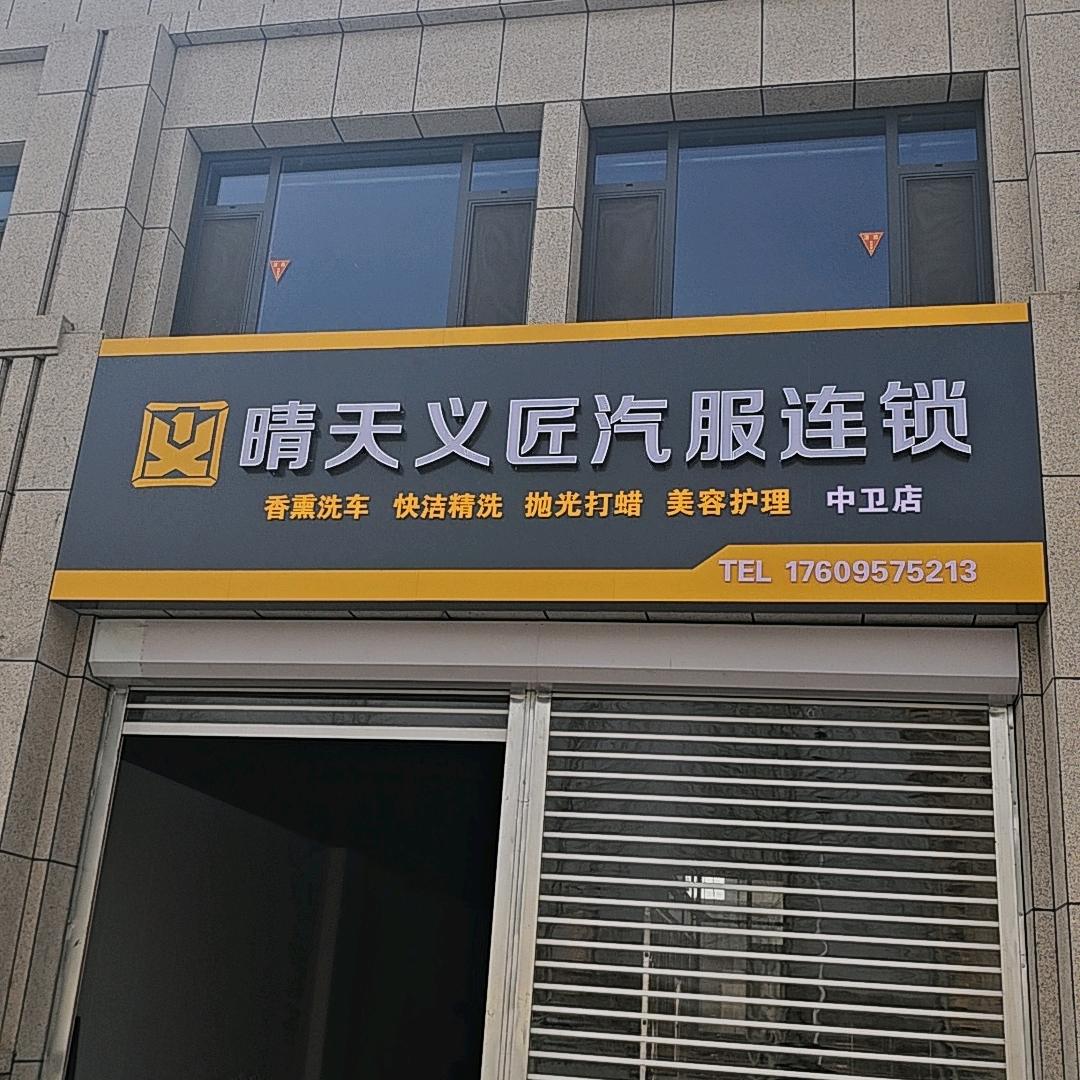 晴天义匠汽服连锁
香熏洗车 快洁精洗 抛光打蜡 美容护理 中卫店
TEL 17609575213